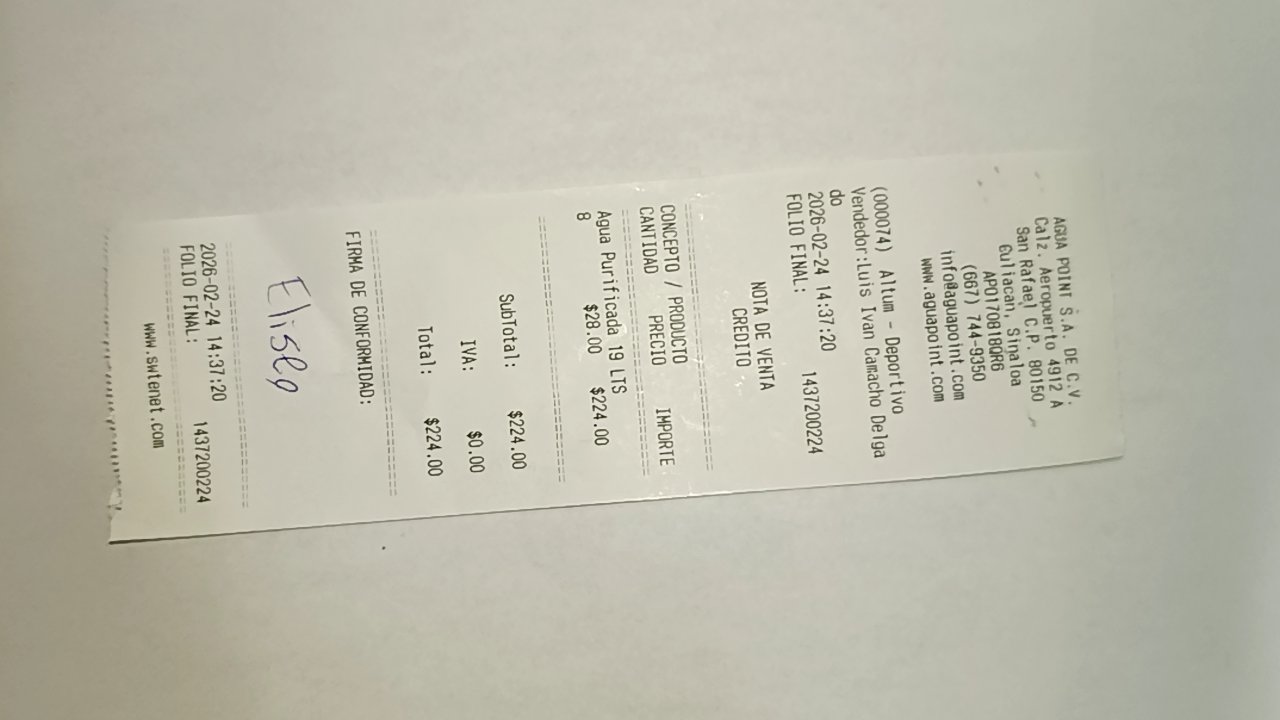 AGUA POINT S.A. DE C.V.
Calz. Aeropuerto 4912 A
San Rafael C.P. 80150
Culiacan, Sinaloa
APO170818QR6
(667) 744-9350
info@aguapoint.com
www.aguapoint.com
(000074) Altum - Deportivo
Vendedor:Luis Ivan Camacho Delga
do
2026-02-24 14:37:20
FOLIO FINAL: 1437200224
NOTA DE VENTA
CREDITO
CONCEPTO / PRODUCTO
CANTIDAD PRECIO IMPORTE
Agua Purificada 19 LTS
8 $28.00 $224.00
SubTotal: $224.00
IVA: $0.00
Total: $224.00
FIRMA DE CONFORMIDAD:
Eliseo
2026-02-24 14:37:20
FOLIO FINAL: 1437200224
www.swtenet.com